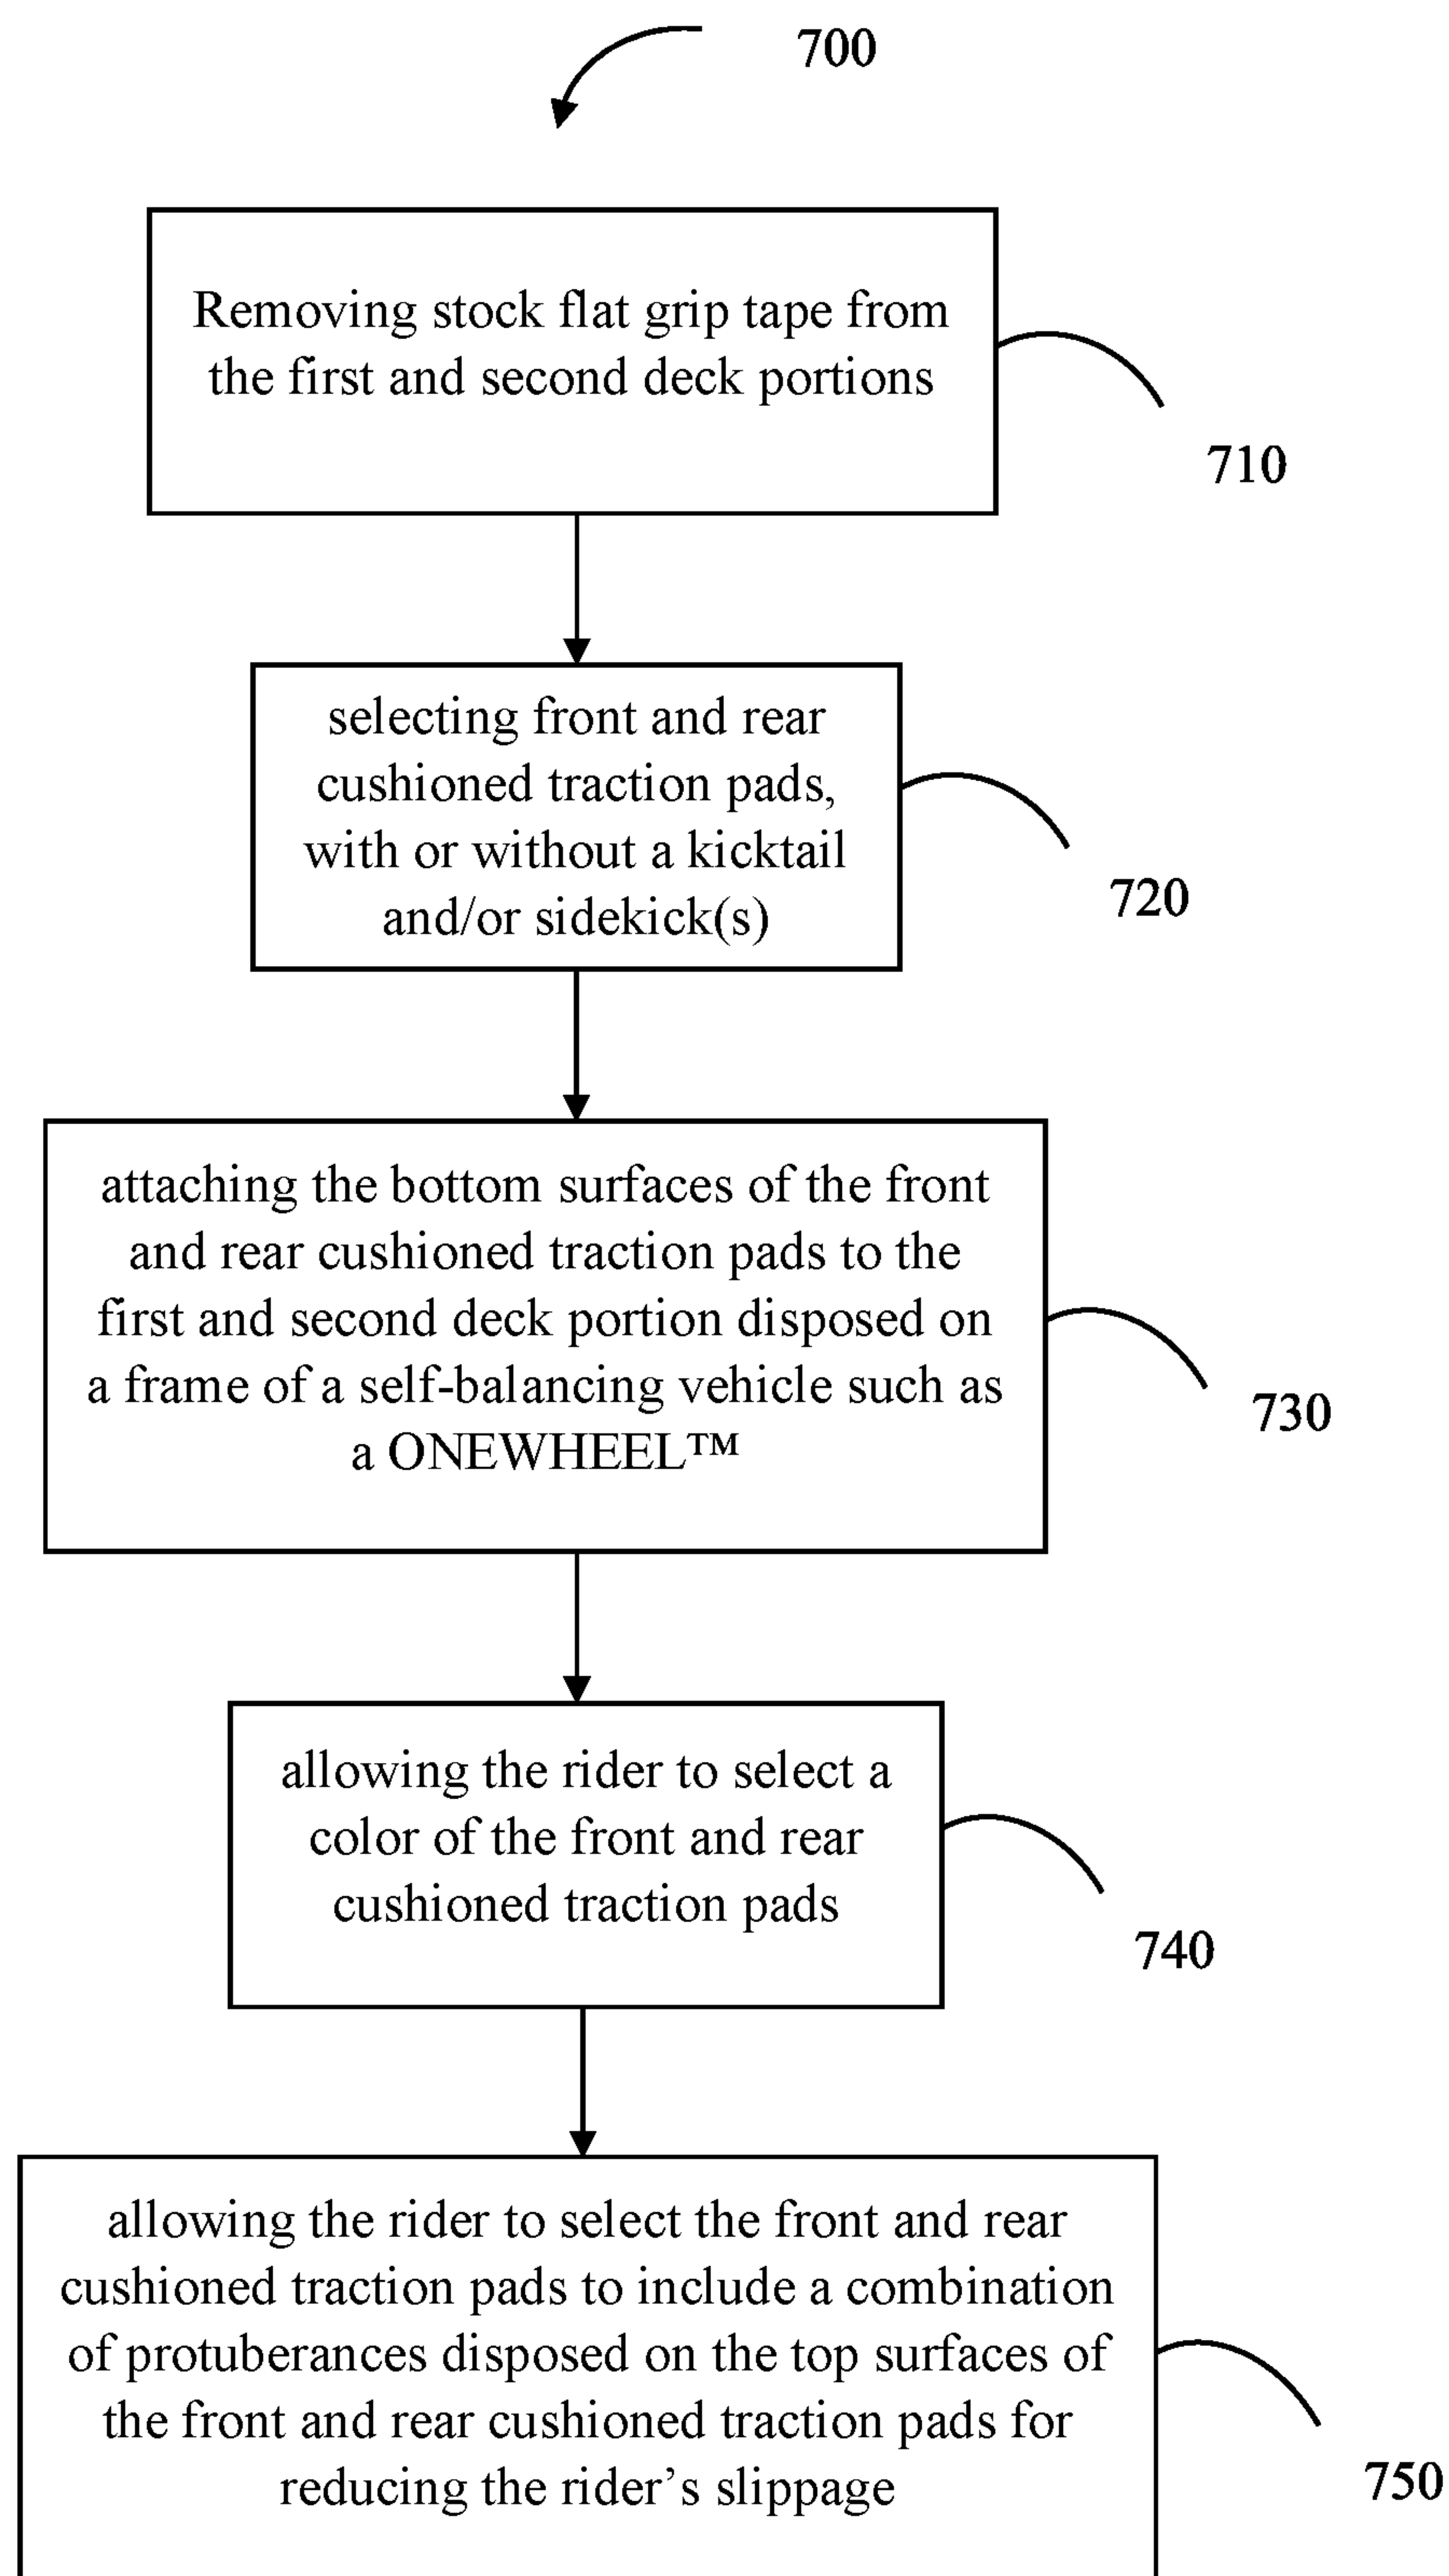 700
Removing stock flat grip tape from
the first and second deck portions
710
selecting front and rear
cushioned traction pads,
with or without a kicktail
and/or sidekick(s)
720
attaching the bottom surfaces of the front
and rear cushioned traction pads to the
first and second deck portion disposed on
a frame of a self-balancing vehicle such as
a ONEWHEEL™
730
allowing the rider to select a
color of the front and rear
cushioned traction pads
740
allowing the rider to select the front and rear
cushioned traction pads to include a combination
of protuberances disposed on the top surfaces of
the front and rear cushioned traction pads for
reducing the rider’s slippage
750